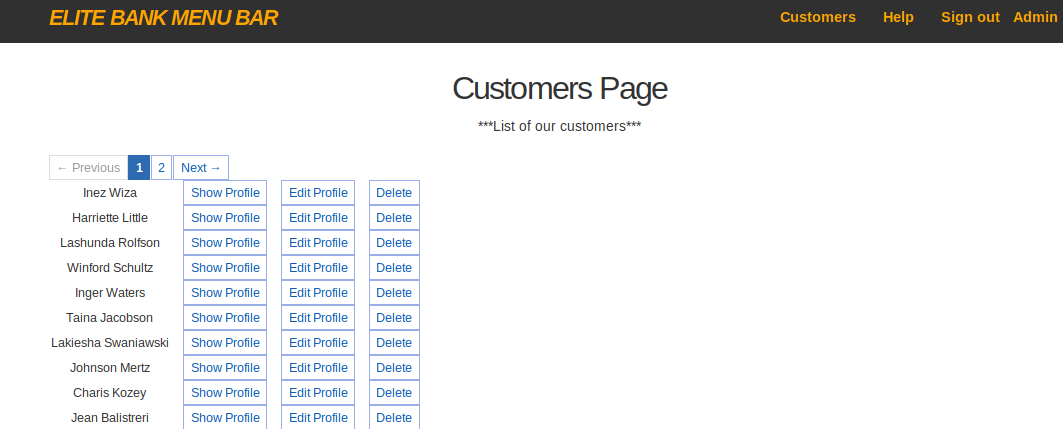 ELITE BANK MENU BAR Customers Help Sign out Admin
Customers Page
***List of our customers***
← Previous 1 2 Next →
Inez Wiza Show Profile Edit Profile Delete
Harriette Little Show Profile Edit Profile Delete
Lashunda Rolfson Show Profile Edit Profile Delete
Winford Schultz Show Profile Edit Profile Delete
Inger Waters Show Profile Edit Profile Delete
Taina Jacobson Show Profile Edit Profile Delete
Lakiesha Swaniawski Show Profile Edit Profile Delete
Johnson Mertz Show Profile Edit Profile Delete
Charis Kozey Show Profile Edit Profile Delete
Jean Balistreri Show Profile Edit Profile Delete